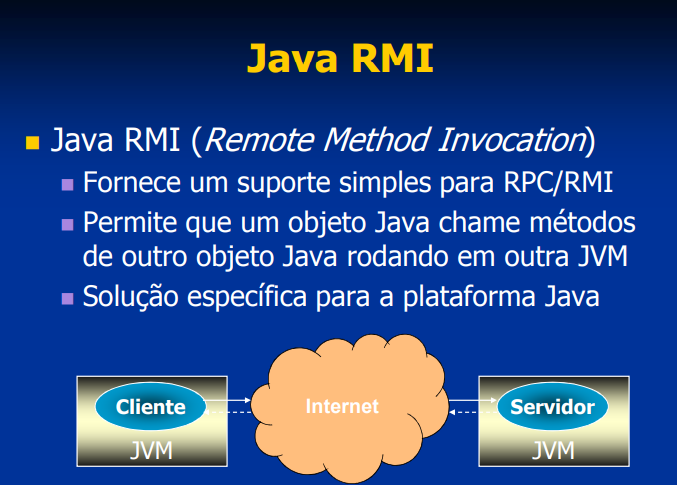 Java RMI
Java RMI (Remote Method Invocation)
Fornece um suporte simples para RPC/RMI
Permite que um objeto Java chame métodos
de outro objeto Java rodando em outra JVM
Solução específica para a plataforma Java
Cliente
Internet
Servidor
JVM
JVM